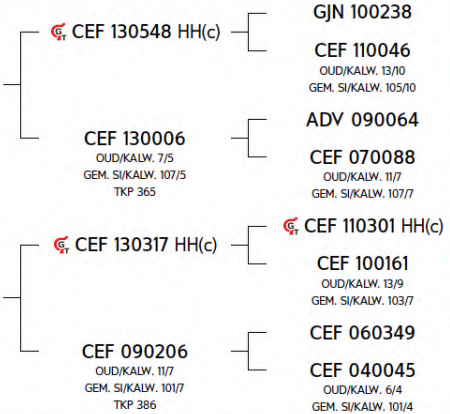 GJN 100238
GT CEF 130548 HH(c)
CEF 110046
OUD/KALW. 13/10
GEM. SI/KALW. 105/10
ADV 090064
CEF 130006
OUD/KALW. 7/5
GEM. SI/KALW. 107/5
TKP 365
CEF 070088
OUD/KALW. 11/7
GEM. SI/KALW. 107/7
GT CEF 110301 HH(c)
GT CEF 130317 HH(c)
CEF 100161
OUD/KALW. 13/9
GEM. SI/KALW. 103/7
CEF 060349
CEF 090206
OUD/KALW. 11/7
GEM. SI/KALW. 101/7
TKP 386
CEF 040045
OUD/KALW. 6/4
GEM. SI/KALW. 101/4